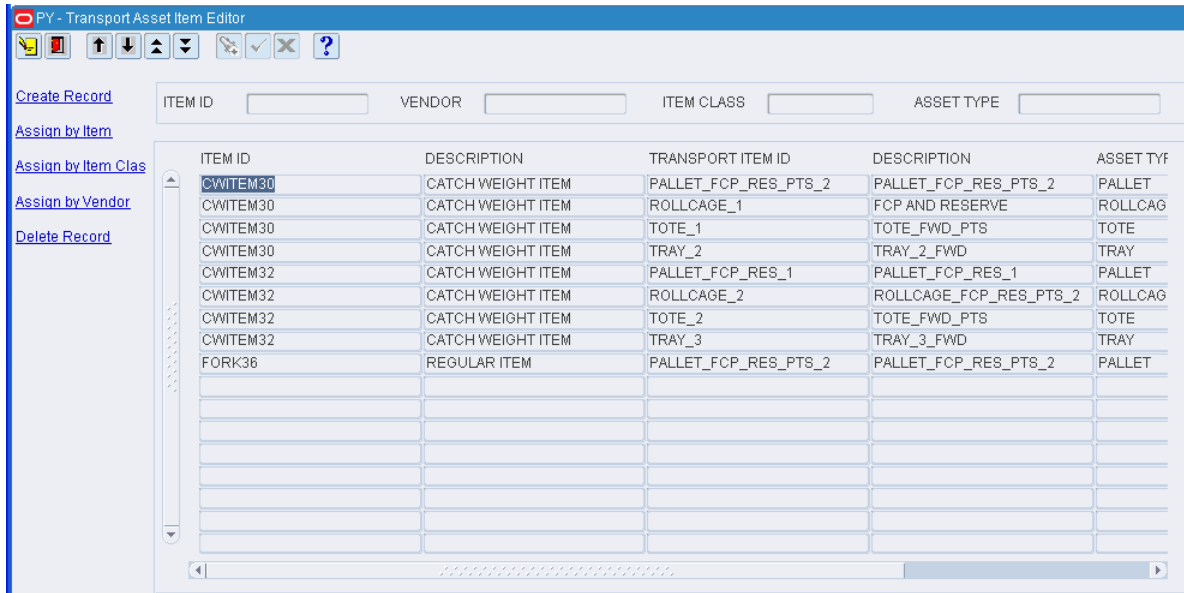 PY - Transport Asset Item Editor
?
Create Record
Assign by Item
Assign by Item Clas
Assign by Vendor
Delete Record
ITEM ID VENDOR ITEM CLASS ASSET TYPE
ITEM ID DESCRIPTION TRANSPORT ITEM ID DESCRIPTION ASSET TYP
CWITEM30 CATCH WEIGHT ITEM PALLET_FCP_RES_PTS_2 PALLET_FCP_RES_PTS_2 PALLET
CWITEM30 CATCH WEIGHT ITEM ROLLCAGE_1 FCP AND RESERVE ROLLCAG
CWITEM30 CATCH WEIGHT ITEM TOTE_1 TOTE_FWD_PTS TOTE
CWITEM30 CATCH WEIGHT ITEM TRAY_2 TRAY_2_FWD TRAY
CWITEM32 CATCH WEIGHT ITEM PALLET_FCP_RES_1 PALLET_FCP_RES_1 PALLET
CWITEM32 CATCH WEIGHT ITEM ROLLCAGE_2 ROLLCAGE_FCP_RES_PTS_2 ROLLCAG
CWITEM32 CATCH WEIGHT ITEM TOTE_2 TOTE_FWD_PTS TOTE
CWITEM32 CATCH WEIGHT ITEM TRAY_3 TRAY_3_FWD TRAY
FORK36 REGULAR ITEM PALLET_FCP_RES_PTS_2 PALLET_FCP_RES_PTS_2 PALLET